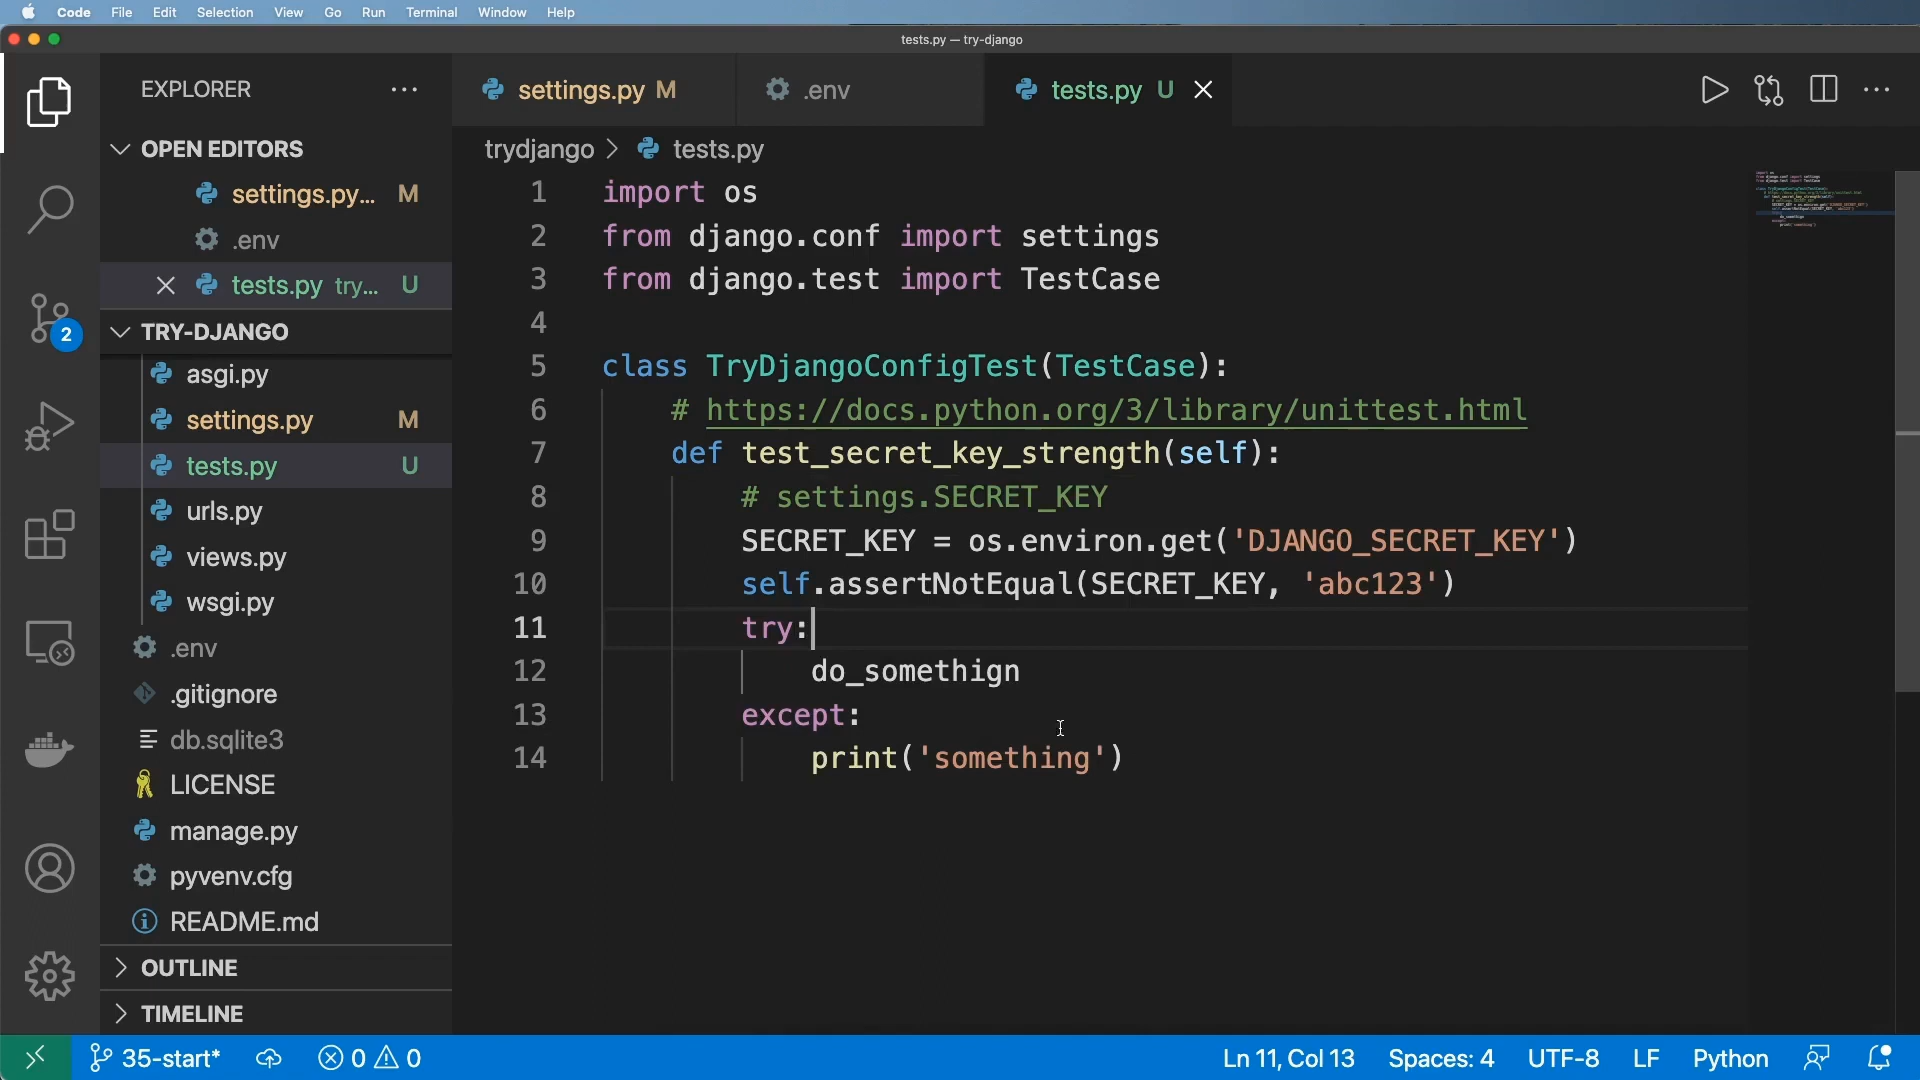 Code File Edit Selection View Go Run Terminal Window Help
tests.py — try-django
EXPLORER
settings.py M
.env
tests.py U
OPEN EDITORS
settings.py... M
.env
tests.py try... U
TRY-DJANGO
asgi.py
settings.py M
tests.py U
urls.py
views.py
wsgi.py
.env
.gitignore
db.sqlite3
LICENSE
manage.py
pyvenv.cfg
README.md
OUTLINE
TIMELINE
2
trydjango > tests.py
1 import os
2 from django.conf import settings
3 from django.test import TestCase
4
5 class TryDjangoConfigTest(TestCase):
6 # https://docs.python.org/3/library/unittest.html
7 def test_secret_key_strength(self):
8 # settings.SECRET_KEY
9 SECRET_KEY = os.environ.get('DJANGO_SECRET_KEY')
10 self.assertNotEqual(SECRET_KEY, 'abc123')
11 try:
12 do_somethign
13 except:
14 print('something')
35-start* 0 0 Ln 11, Col 13 Spaces: 4 UTF-8 LF Python